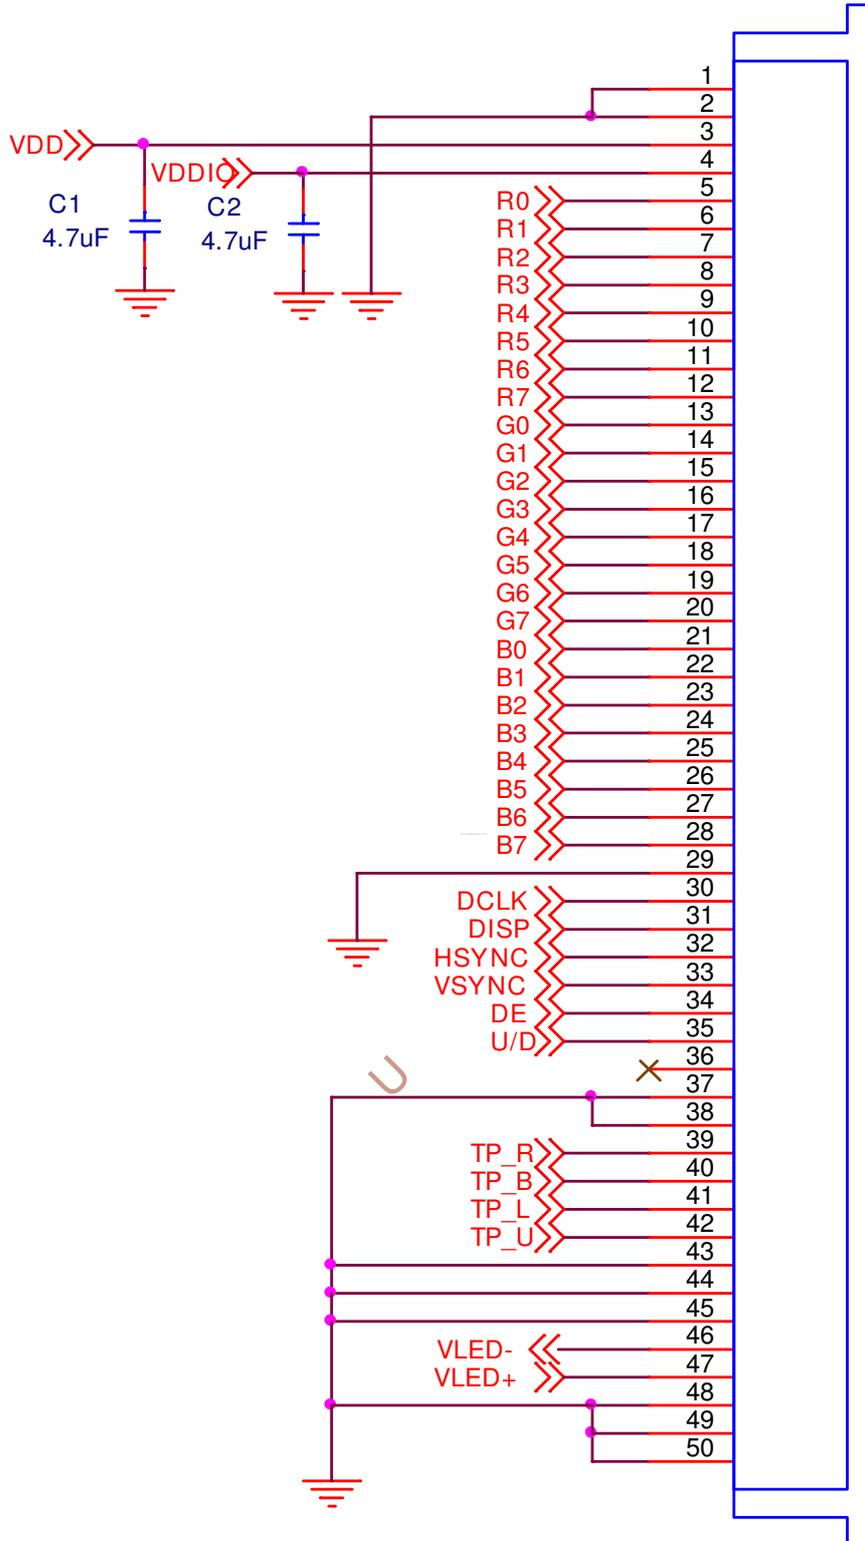 1
2
VDD 3
VDDIO 4
C1 C2
4.7uF 4.7uF
R0 5
R1 6
R2 7
R3 8
R4 9
R5 10
R6 11
R7 12
G0 13
G1 14
G2 15
G3 16
G4 17
G5 18
G6 19
G7 20
B0 21
B1 22
B2 23
B3 24
B4 25
B5 26
B6 27
B7 28
29
DCLK 30
DISP 31
HSYNC 32
VSYNC 33
DE 34
U/D 35
36
37
38
TP_R 39
TP_B 40
TP_L 41
TP_U 42
43
44
45
VLED- 46
VLED+ 47
48
49
50